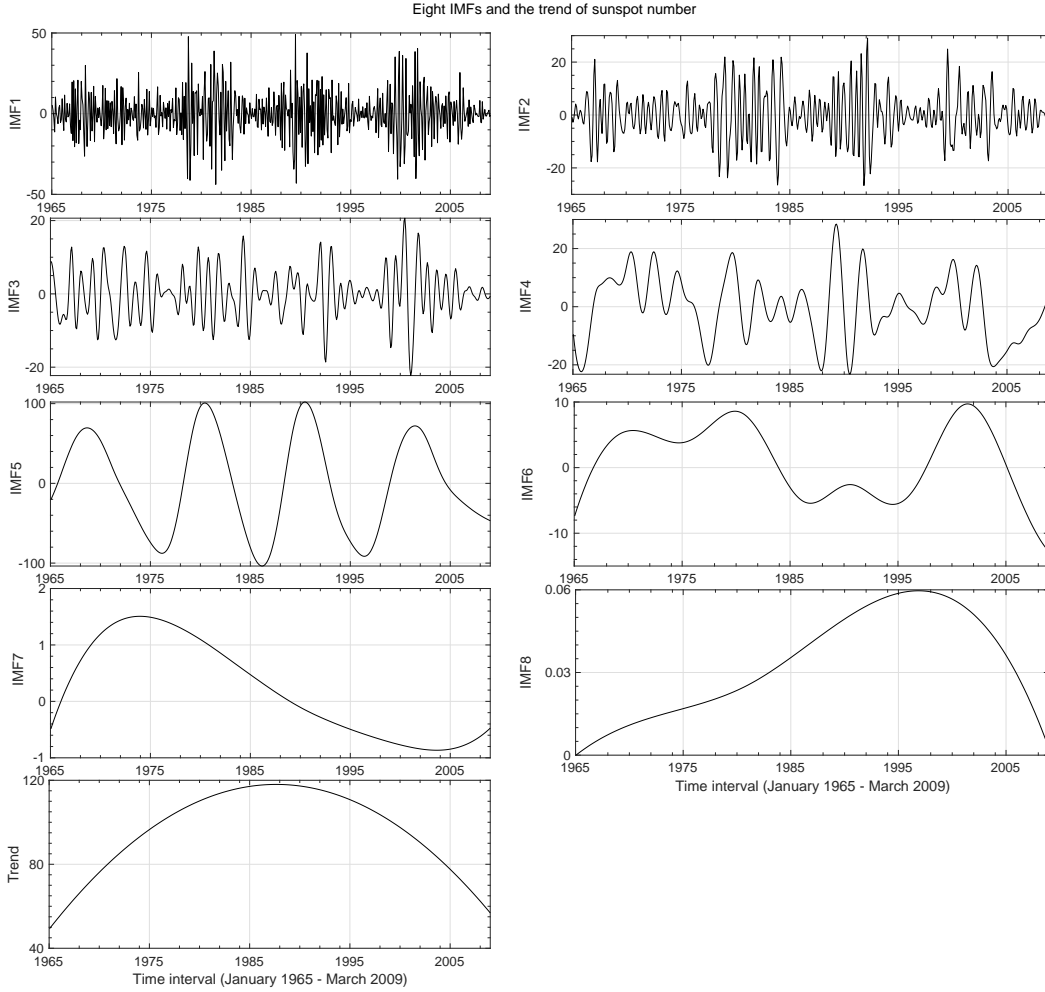 Eight IMFs and the trend of sunspot number
50
0
-50
IMF1
1965 1975 1985 1995 2005
20
0
-20
IMF2
1965 1975 1985 1995 2005
20
0
-20
IMF3
1965 1975 1985 1995 2005
20
0
-20
IMF4
1965 1975 1985 1995 2005
100
0
-100
IMF5
1965 1975 1985 1995 2005
10
0
-10
IMF6
1965 1975 1985 1995 2005
2
1
0
-1
IMF7
1965 1975 1985 1995 2005
0.06
0.03
0
IMF8
1965 1975 1985 1995 2005
Time interval (January 1965 - March 2009)
120
80
40
Trend
1965 1975 1985 1995 2005
Time interval (January 1965 - March 2009)